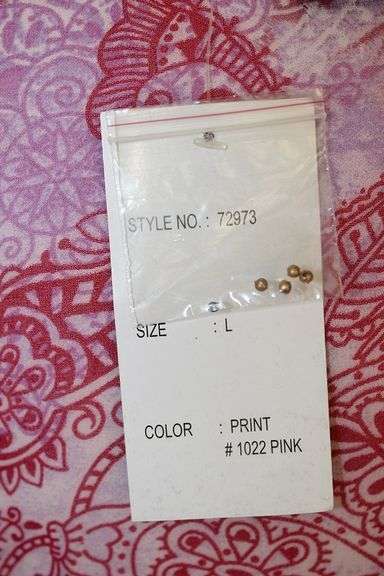 STYLE NO. : 72973
SIZE : L
COLOR : PRINT
# 1022 PINK